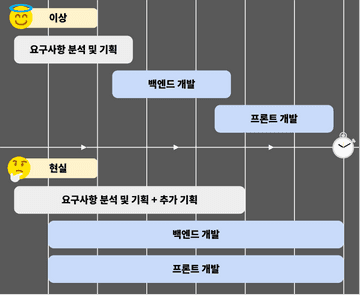 이상
요구사항 분석 및 기획
백엔드 개발
프론트 개발
현실
요구사항 분석 및 기획 + 추가 기획
백엔드 개발
프론트 개발